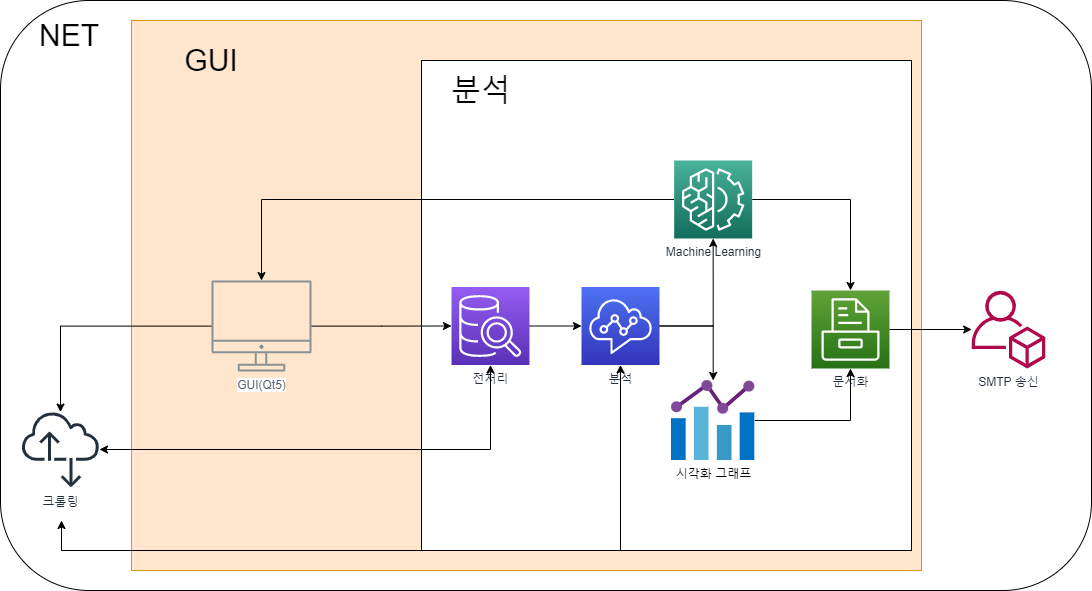 NET
GUI
분석
Machine Learning
GUI(Qt5)
전처리
분석
문서화
SMTP 송신
시각화 그래프
크롤링